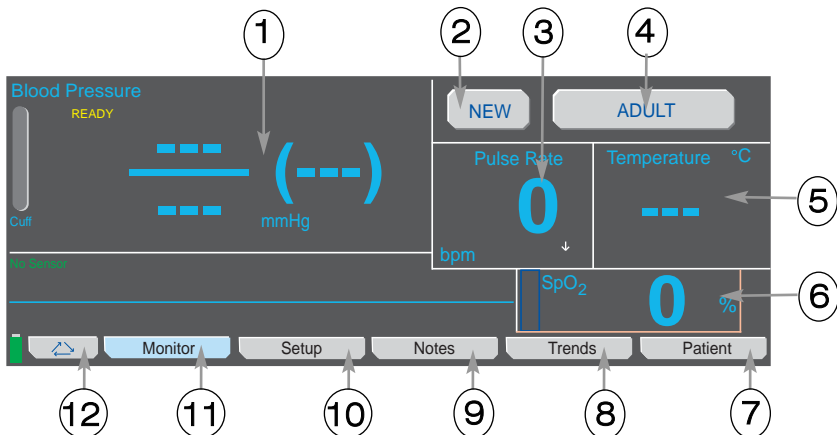 1
2
3
4
Blood Pressure
READY
NEW
ADULT
--- (---)
---
Cuff
mmHg
Pulse Rate
0
bpm
Temperature °C
---
5
No Sensor
SpO2
0
%
6
Monitor
Setup
Notes
Trends
Patient
12
11
10
9
8
7